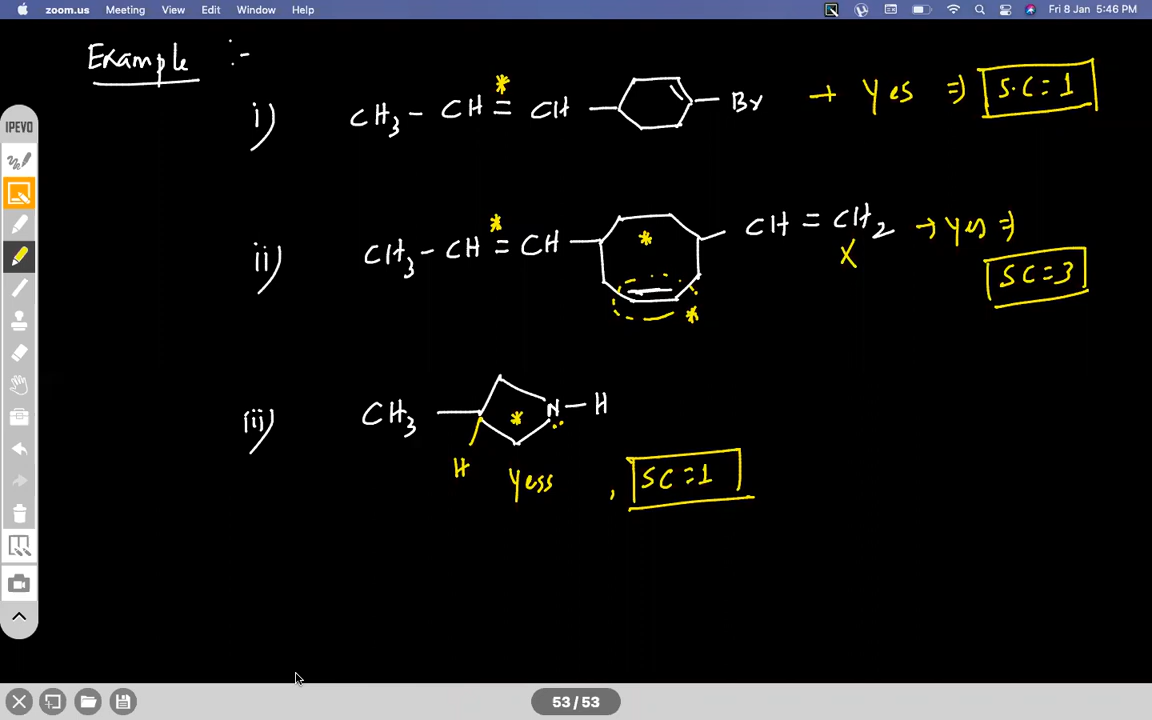 zoom.us Meeting View Edit Window Help Fri 8 Jan 5:46 PM
Example :-
IPEVO
i) CH3 - CH = CH - Br → Yes ⇒ S.C = 1
ii) CH3 - CH = CH - CH = CH2 → Yes ⇒
X
SC = 3
iii) CH3 N - H
H Yess , SC = 1
53 / 53